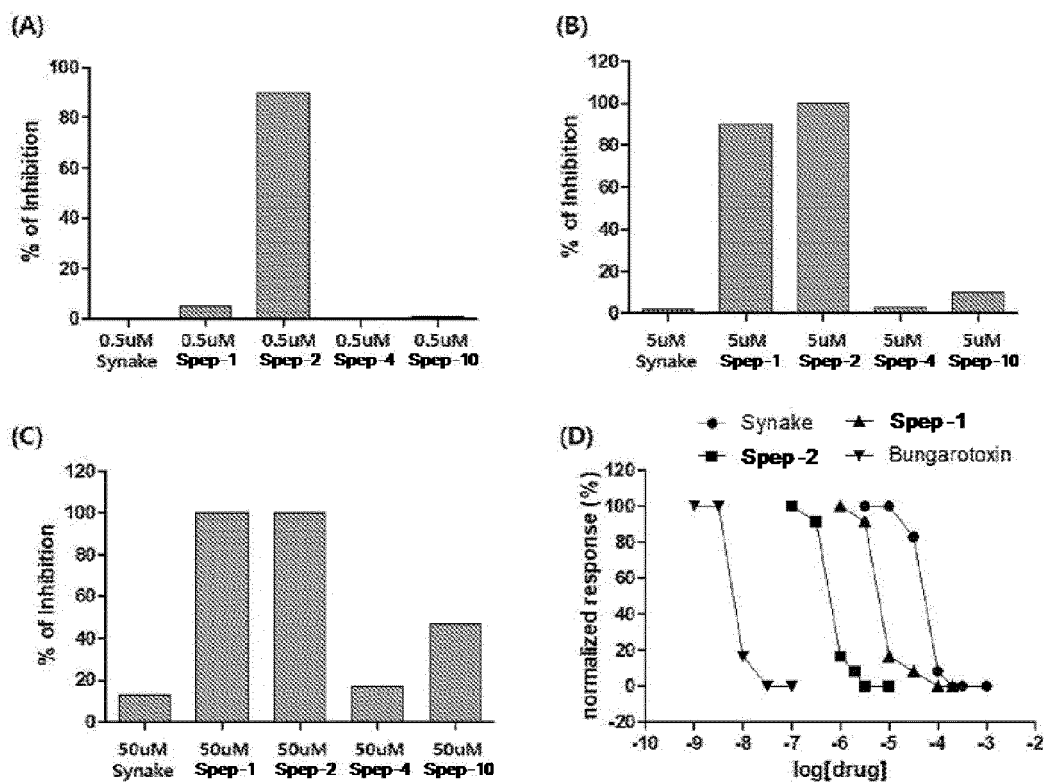 (A)
% of Inhibition
100
80
60
40
20
0
0.5uM 0.5uM 0.5uM 0.5uM 0.5uM
Synake Spep-1 Spep-2 Spep-4 Spep-10
(B)
% of Inhibition
120
100
80
60
40
20
0
5uM 5uM 5uM 5uM 5uM
Synake Spep-1 Spep-2 Spep-4 Spep-10
(C)
% of Inhibition
120
100
80
60
40
20
0
50uM 50uM 50uM 50uM 50uM
Synake Spep-1 Spep-2 Spep-4 Spep-10
(D)
Synake Spep-1
Spep-2 Bungarotoxin
normalized response (%)
120
100
80
60
40
20
0
-20
-10 -9 -8 -7 -6 -5 -4 -3 -2
log[drug]